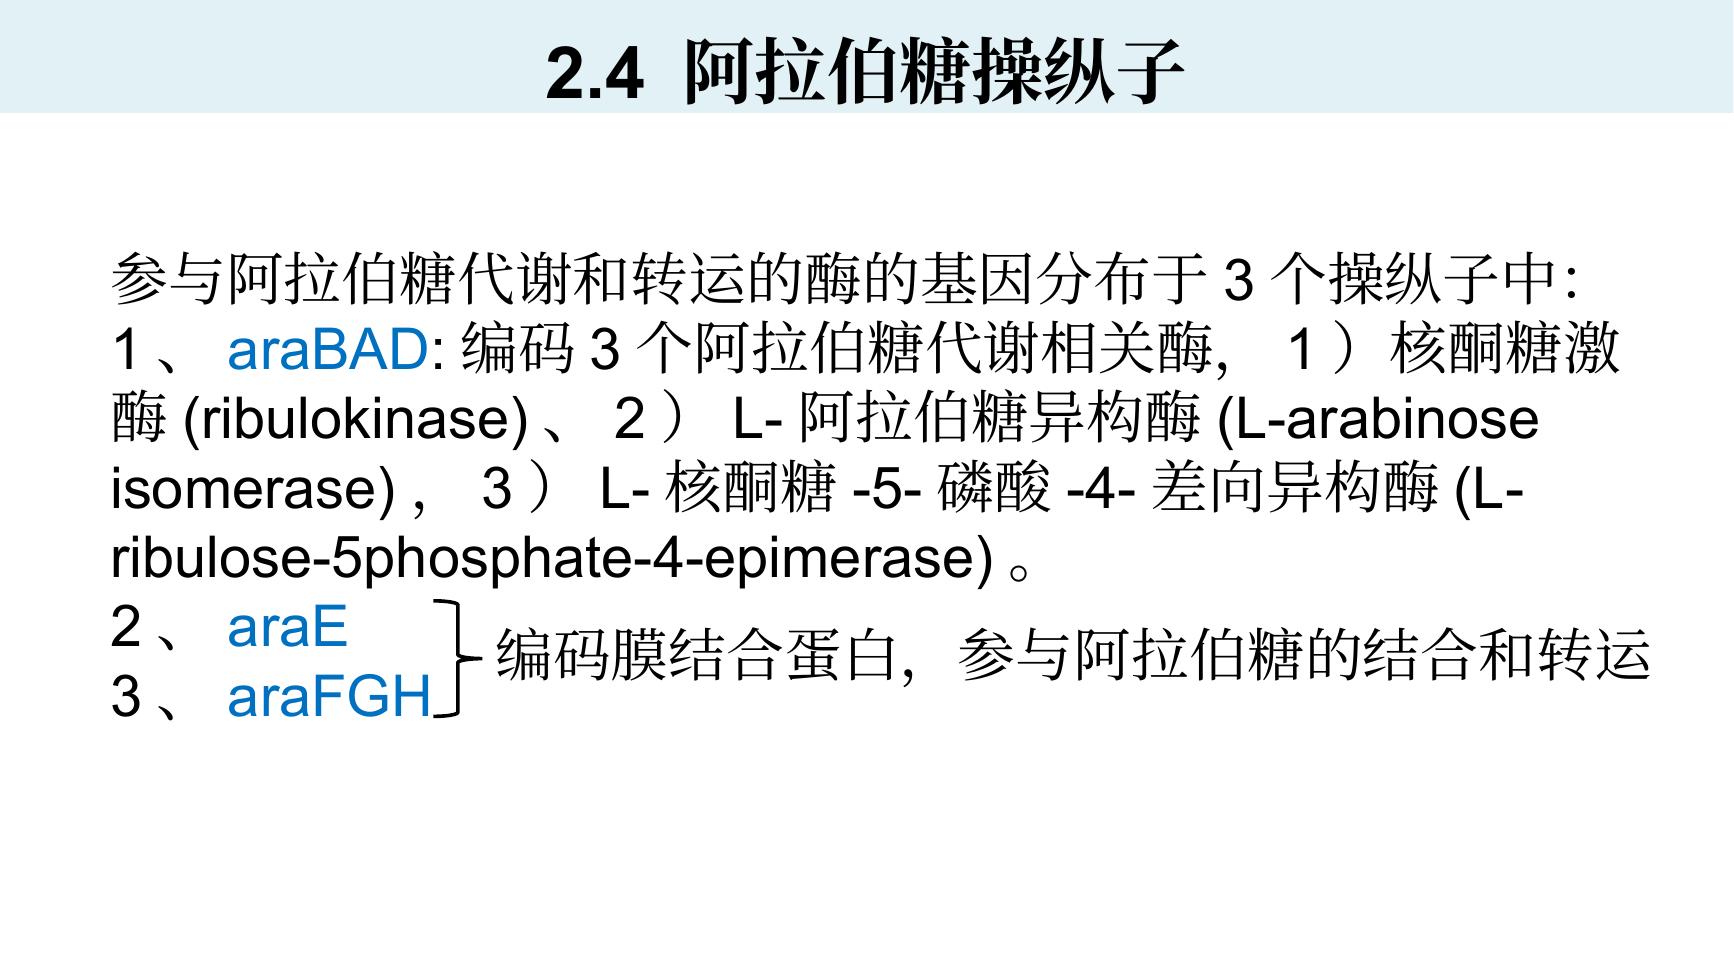 2.4 阿拉伯糖操纵子
参与阿拉伯糖代谢和转运的酶的基因分布于 3 个操纵子中：
1 、 araBAD: 编码 3 个阿拉伯糖代谢相关酶， 1 ）核酮糖激
酶 (ribulokinase) 、 2 ） L- 阿拉伯糖异构酶 (L-arabinose
isomerase) ， 3 ） L- 核酮糖 -5- 磷酸 -4- 差向异构酶 (L-
ribulose-5phosphate-4-epimerase) 。
2 、 araE
3 、 araFGH
编码膜结合蛋白，参与阿拉伯糖的结合和转运